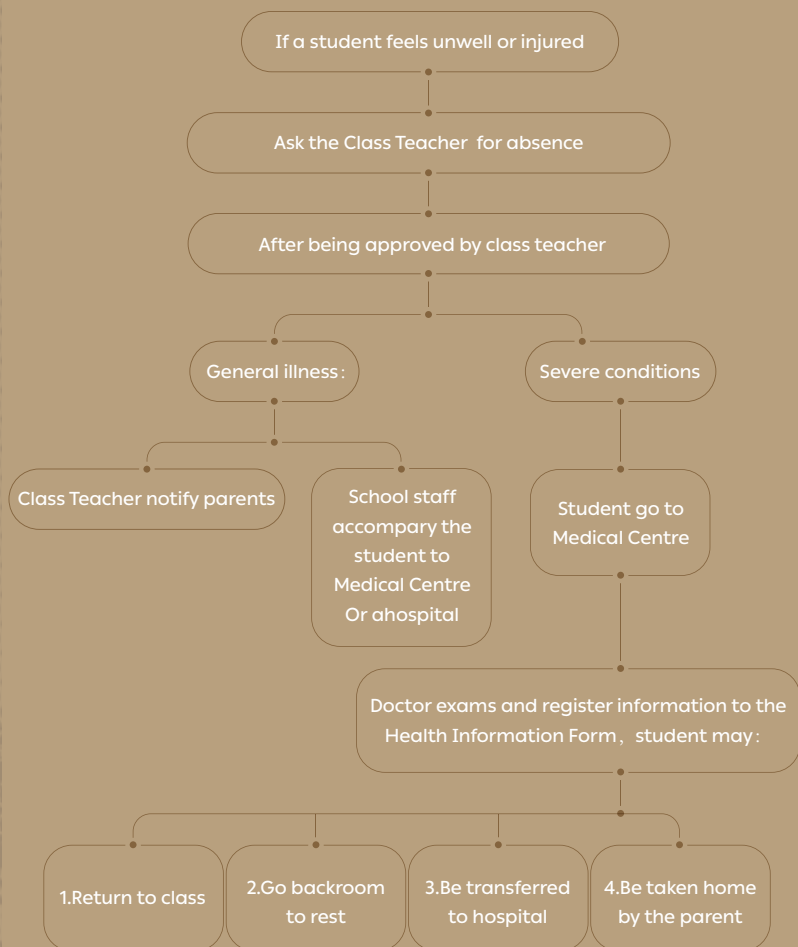 If a student feels unwell or injured
Ask the Class Teacher for absence
After being approved by class teacher
General illness:
Severe conditions
Class Teacher notify parents
School staff
accompary the
student to
Medical Centre
Or ahospital
Student go to
Medical Centre
Doctor exams and register information to the
Health Information Form, student may:
1.Return to class
2.Go backroom
to rest
3.Be transferred
to hospital
4.Be taken home
by the parent